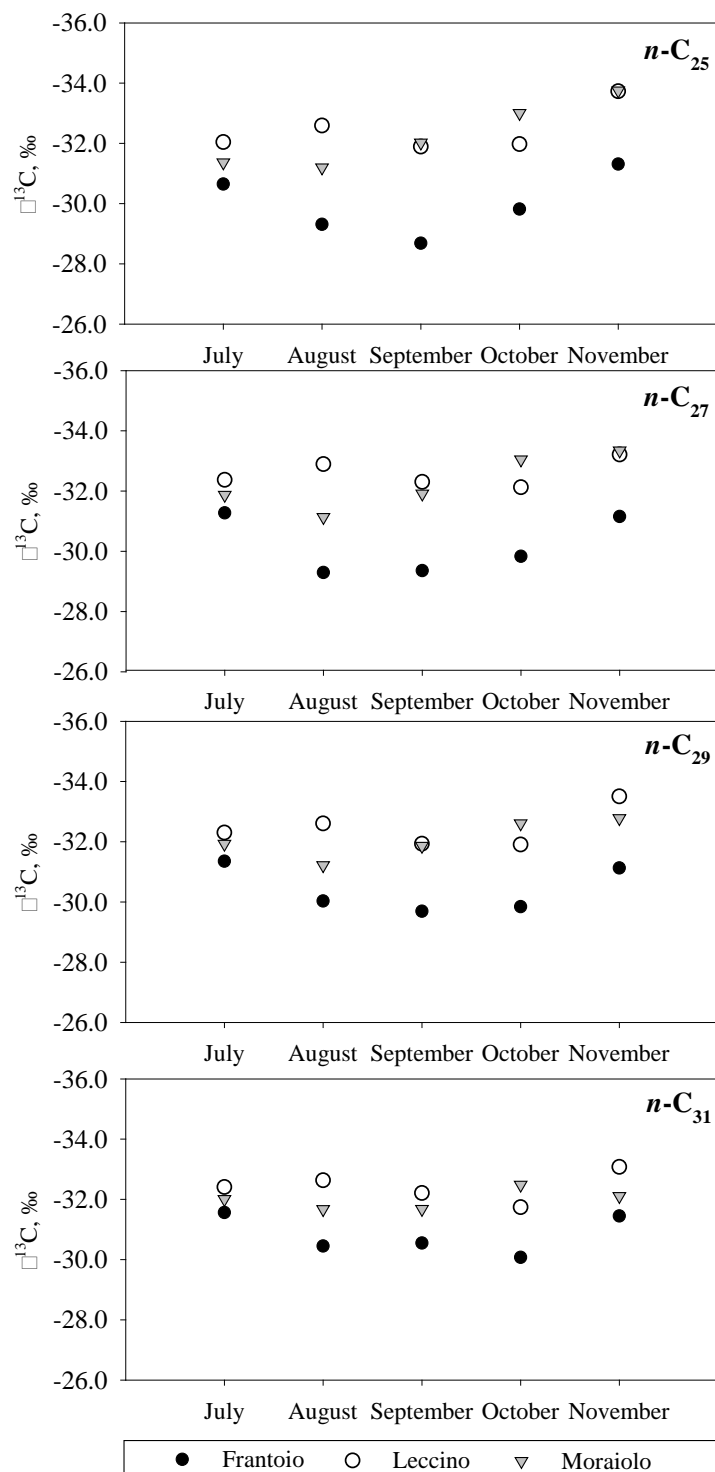 -36.0
n-C25
-34.0
-32.0
□13C, ‰
-30.0
-28.0
-26.0
July August September October November
-36.0
n-C27
-34.0
-32.0
□13C, ‰
-30.0
-28.0
-26.0
July August September October November
-36.0
n-C29
-34.0
-32.0
□13C, ‰
-30.0
-28.0
-26.0
July August September October November
-36.0
n-C31
-34.0
-32.0
□13C, ‰
-30.0
-28.0
-26.0
July August September October November
Frantoio Leccino Moraiolo